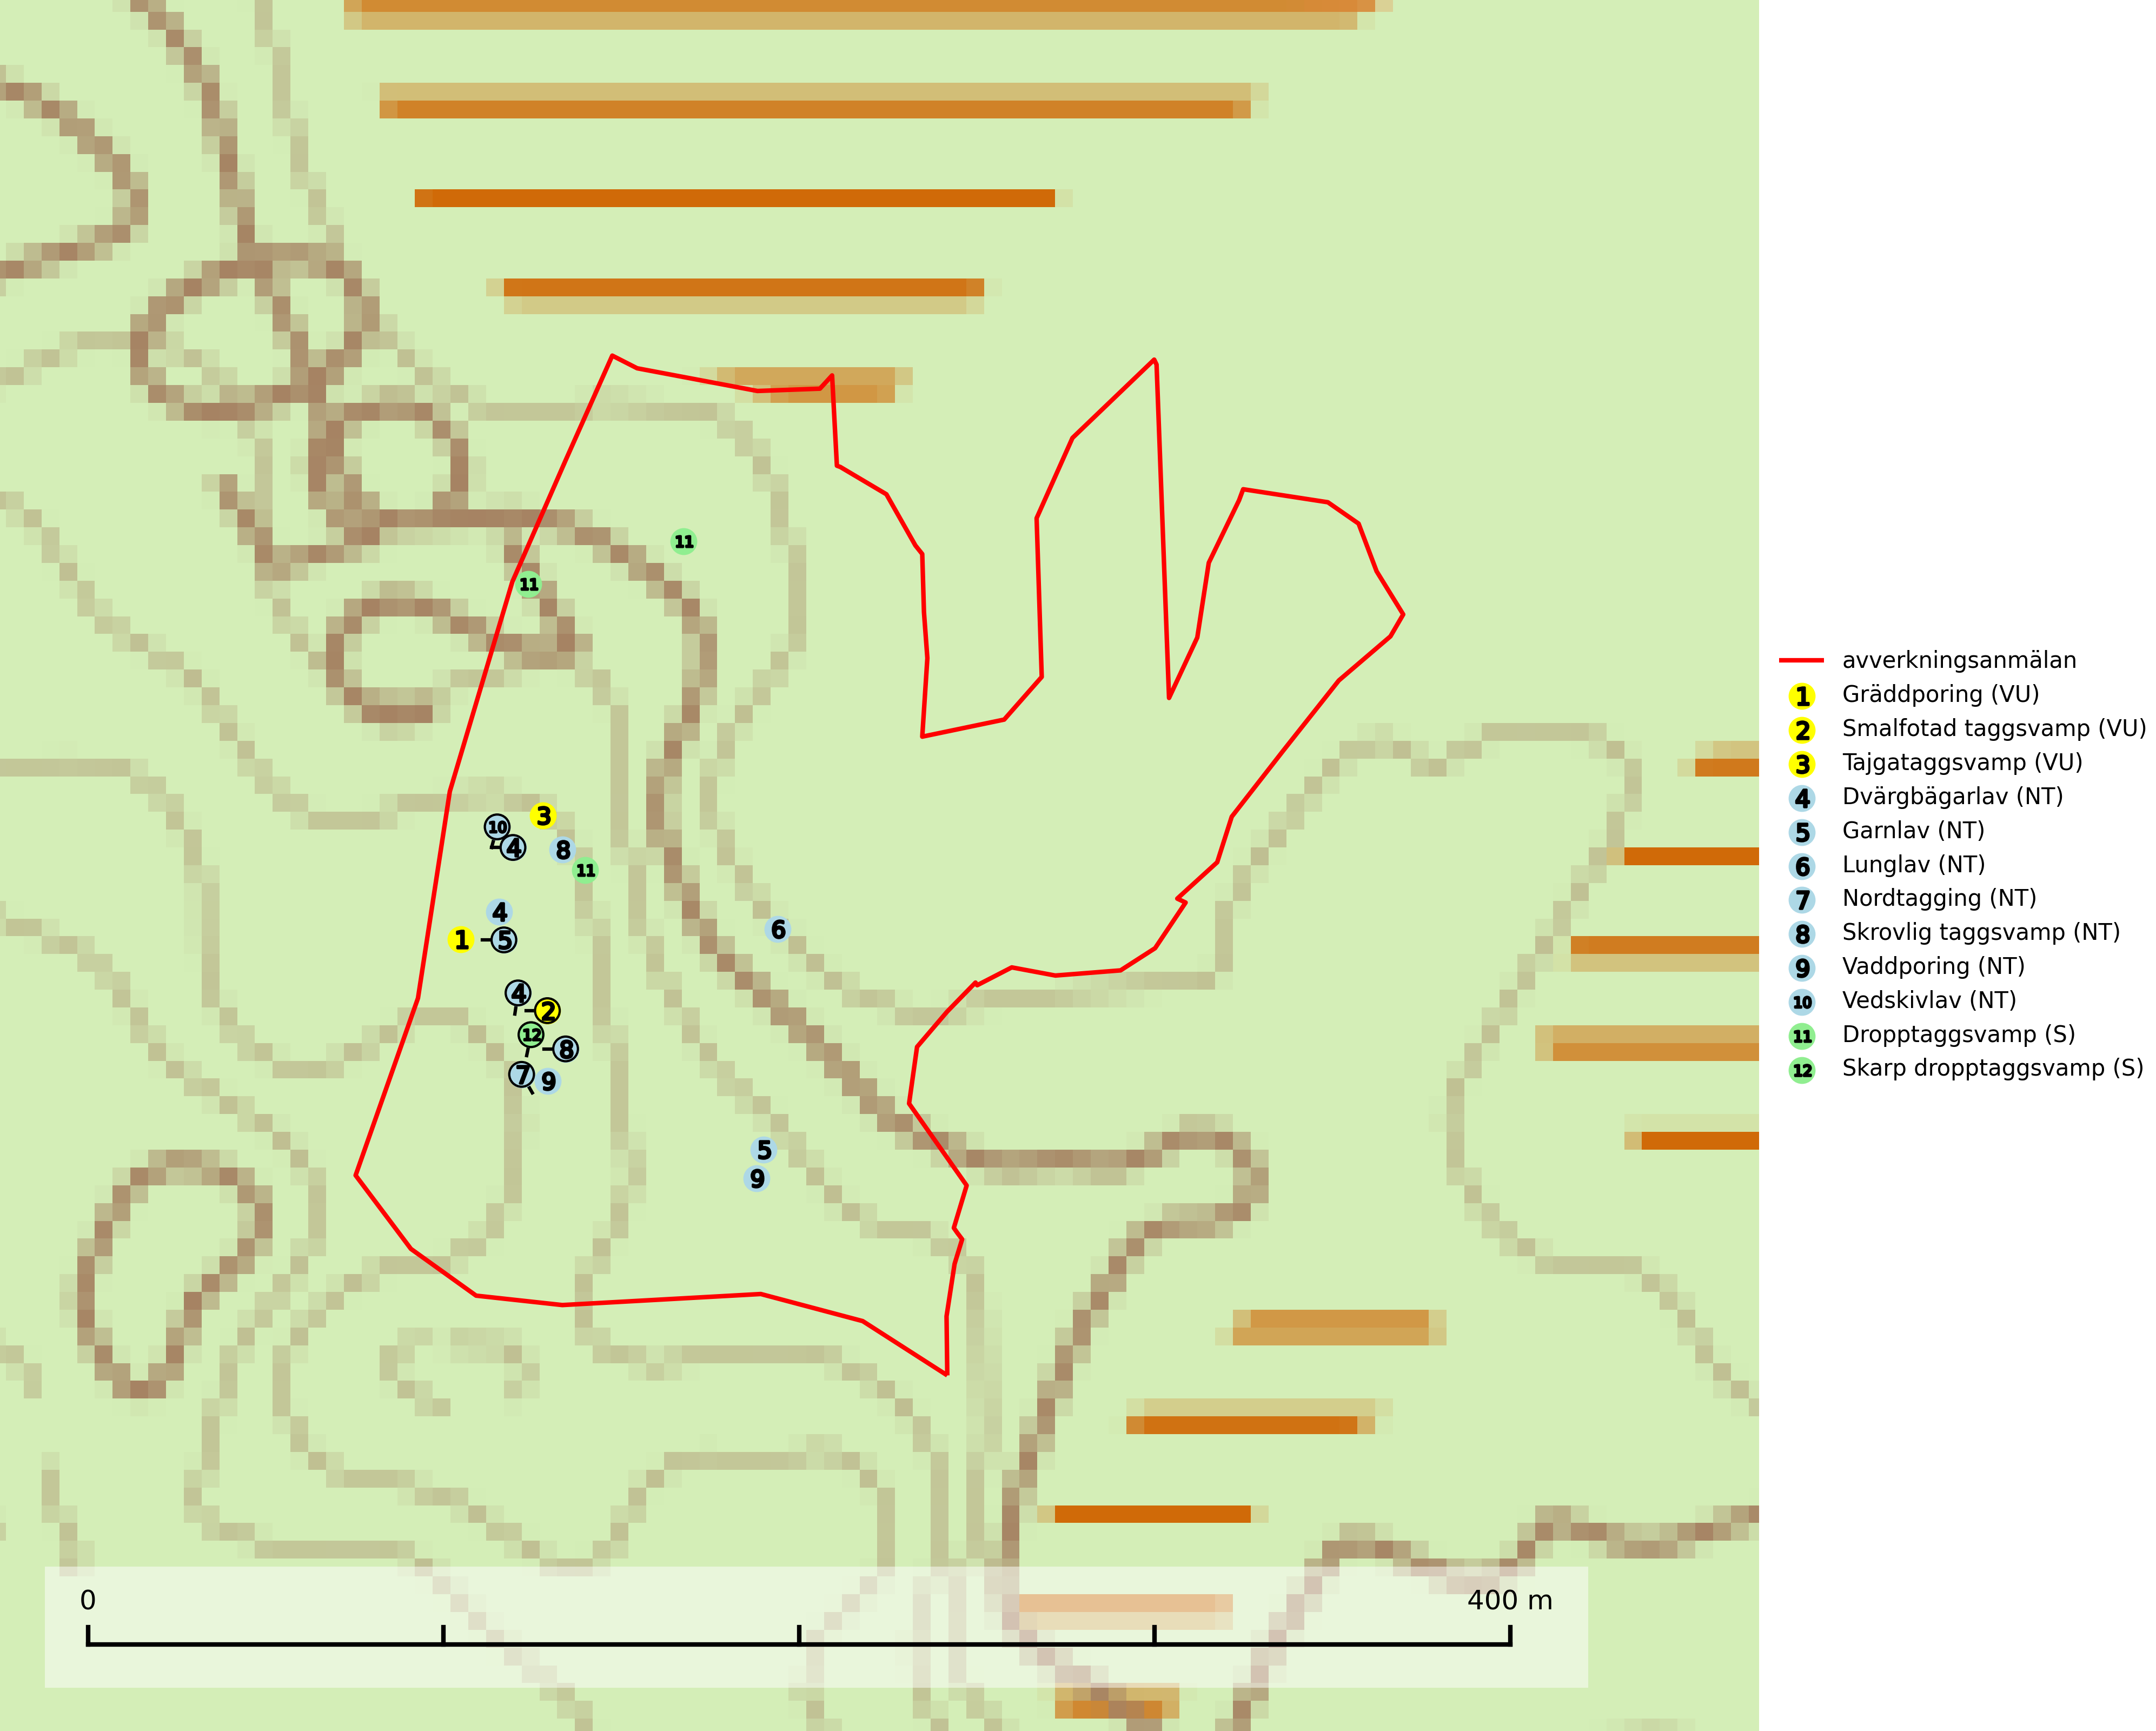 11
11
3
10
4
8
11
4
6
1
5
4
2
12
8
7
9
5
9
avverkningsanmälan
1 Gräddporing (VU)
2 Smalfotad taggsvamp (VU)
3 Tajgataggsvamp (VU)
4 Dvärgbägarlav (NT)
5 Garnlav (NT)
6 Lunglav (NT)
7 Nordtagging (NT)
8 Skrovlig taggsvamp (NT)
9 Vaddporing (NT)
10 Vedskivlav (NT)
11 Dropptaggsvamp (S)
12 Skarp dropptaggsvamp (S)
0 400 m